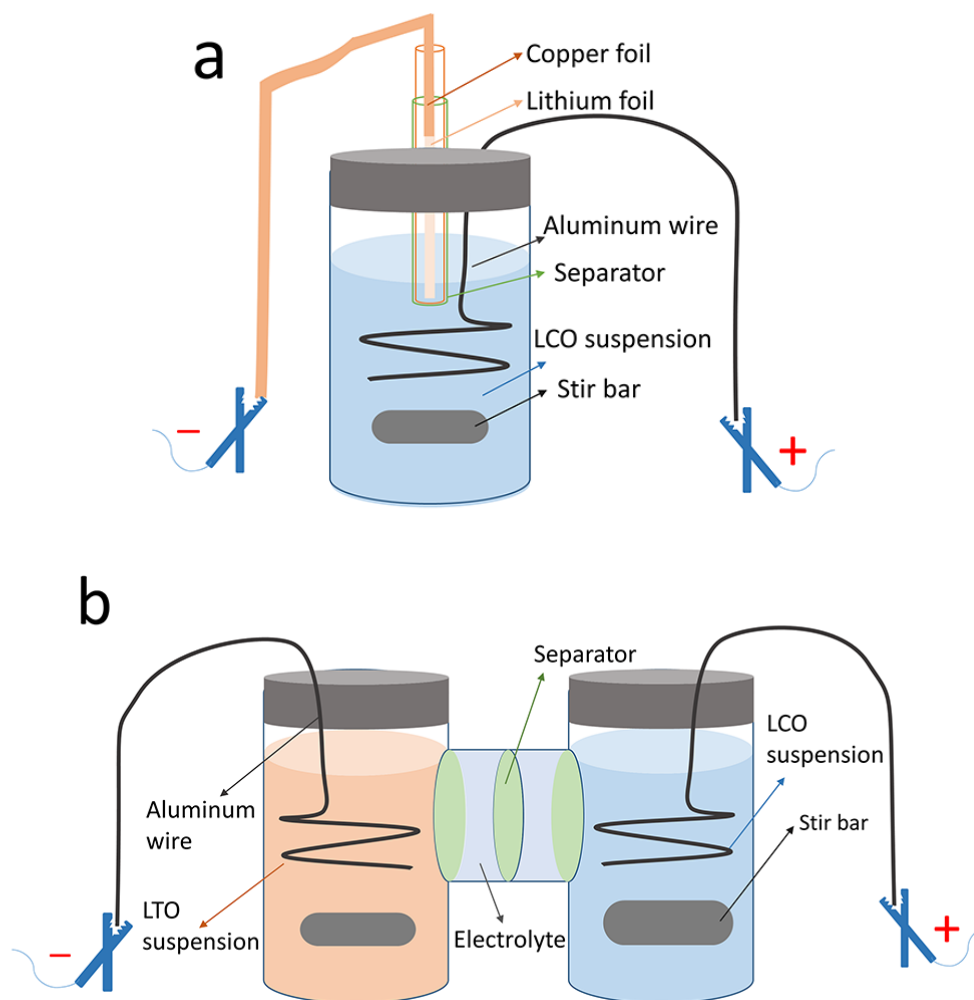 a
Copper foil
Lithium foil
Aluminum wire
Separator
LCO suspension
Stir bar
−
+
b
Separator
LCO
suspension
Aluminum
wire
Stir bar
LTO
suspension
Electrolyte
−
+